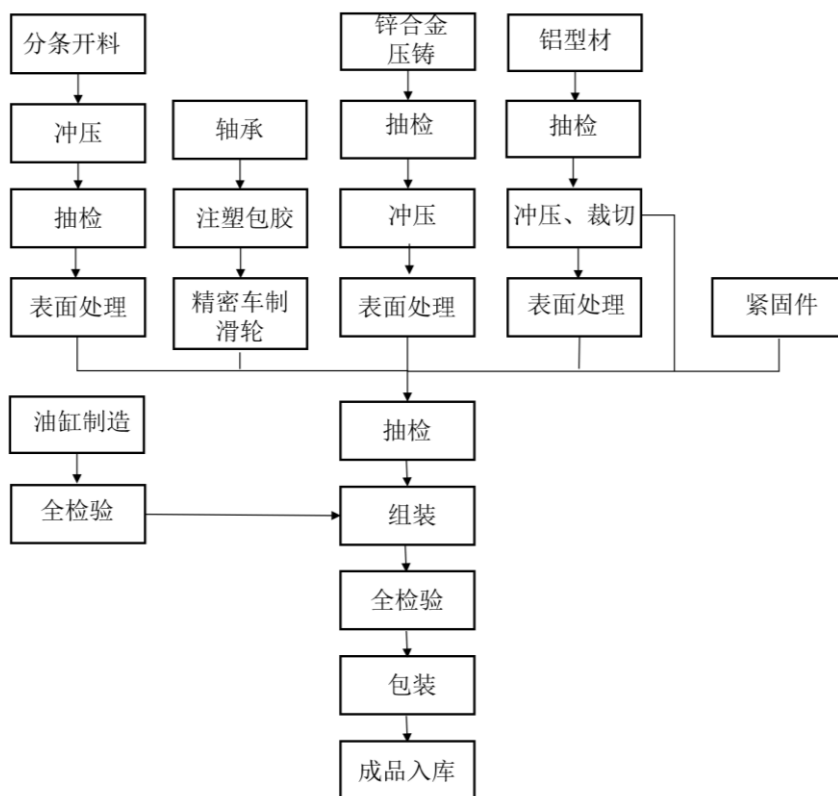 分条开料
锌合金
压铸
铝型材
冲压
轴承
抽检
抽检
抽检
注塑包胶
冲压
冲压、裁切
表面处理
精密车制
滑轮
表面处理
表面处理
紧固件
油缸制造
抽检
全检验
组装
全检验
包装
成品入库